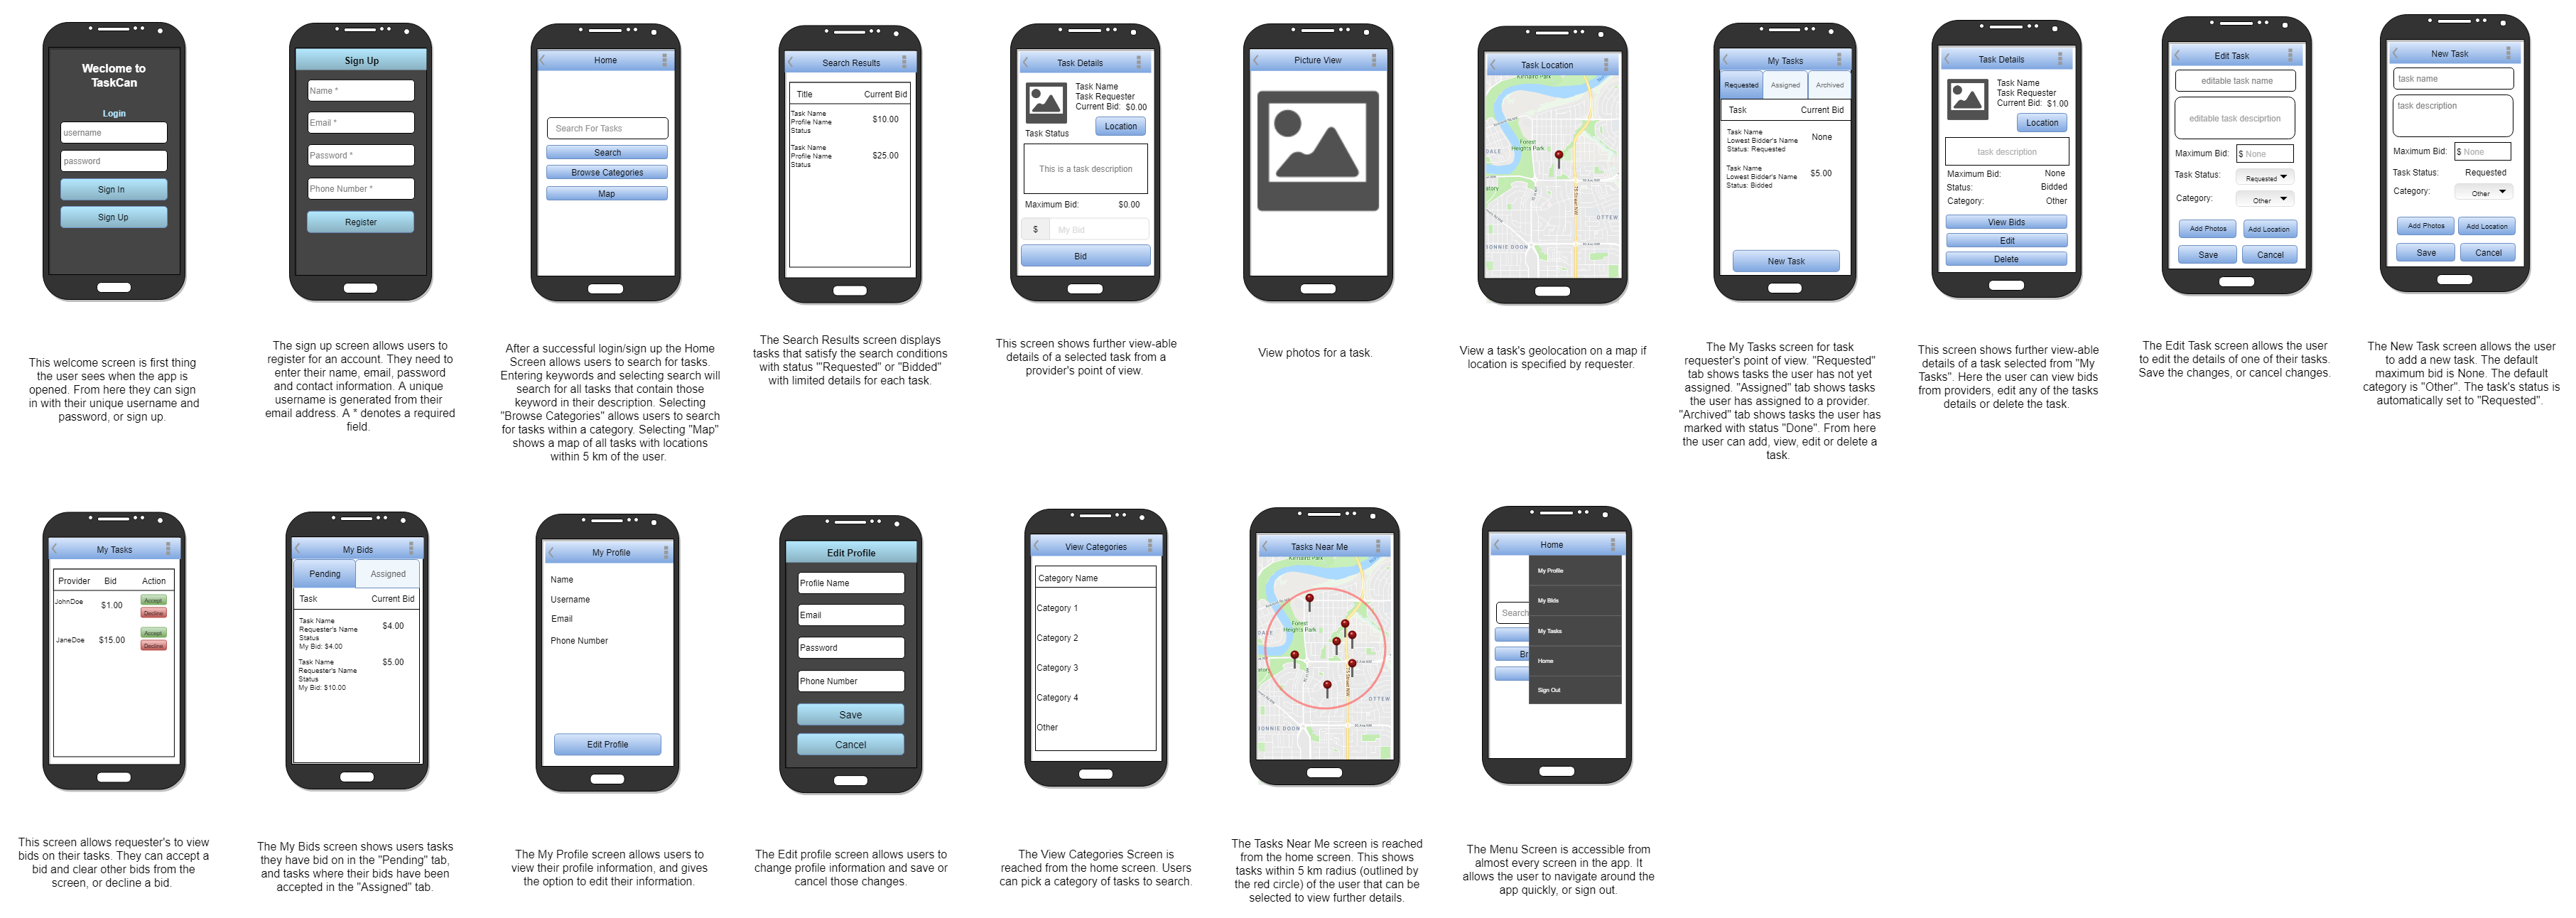 Weclome to
TaskCan
Login
username
password
Sign In
Sign Up
This welcome screen is first thing
the user sees when the app is
opened. From here they can sign
in with their unique username and
password, or sign up.
Sign Up
Name *
Email *
Password *
Phone Number *
Register
The sign up screen allows users to
register for an account. They need to
enter their name, email, password
and contact information. A unique
username is generated from their
email address. A * denotes a required
field.
Home
Search For Tasks
Search
Browse Categories
Map
After a successful login/sign up the Home
Screen allows users to search for tasks.
Entering keywords and selecting search will
search for all tasks that contain those
keyword in their description. Selecting
"Browse Categories" allows users to search
for tasks within a category. Selecting "Map"
shows a map of all tasks with locations
within 5 km of the user.
Search Results
Title Current Bid
Task Name
Profile Name $10.00
Status
Task Name
Profile Name $25.00
Status
The Search Results screen displays
tasks that satisfy the search conditions
with status '"Requested" or "Bidded"
with limited details for each task.
Task Details
Task Name
Task Requester
Current Bid: $0.00
Task Status Location
This is a task description
Maximum Bid: $0.00
$ My Bid
Bid
This screen shows further view-able
details of a selected task from a
provider's point of view.
Picture View
View photos for a task.
Task Location
Kinnaird Park
DALE
Forest
Heights Park
OTTEW
BONNIE DOON
75 Street NW
View a task's geolocation on a map if
location is specified by requester.
My Tasks
Requested Assigned Archived
Task Current Bid
Task Name
Lowest Bidder's Name None
Status: Requested
Task Name
Lowest Bidder's Name $5.00
Status: Bidded
New Task
The My Tasks screen for task
requester's point of view. "Requested"
tab shows tasks the user has not yet
assigned. "Assigned" tab shows tasks
the user has assigned to a provider.
"Archived" tab shows tasks the user has
marked with status "Done". From here
the user can add, view, edit or delete a
task.
Task Details
Task Name
Task Requester
Current Bid: $1.00
Location
task description
Maximum Bid: None
Status: Bidded
Category: Other
View Bids
Edit
Delete
This screen shows further view-able
details of a task selected from "My
Tasks". Here the user can view bids
from providers, edit any of the tasks
details or delete the task.
Edit Task
editable task name
editable task desciprtion
Maximum Bid: $ None
Task Status: Requested
Category: Other
Add Photos Add Location
Save Cancel
The Edit Task screen allows the user
to edit the details of one of their tasks.
Save the changes, or cancel changes.
New Task
task name
task description
Maximum Bid: $ None
Task Status: Requested
Category: Other
Add Photos Add Location
Save Cancel
The New Task screen allows the user
to add a new task. The default
maximum bid is None. The default
category is "Other". The task's status is
automatically set to "Requested".
My Tasks
Provider Bid Action
JohnDoe $1.00 Accept
Decline
JaneDoe $15.00 Accept
Decline
This screen allows requester's to view
bids on their tasks. They can accept a
bid and clear other bids from the
screen, or decline a bid.
My Bids
Pending Assigned
Task Current Bid
Task Name
Requester's Name $4.00
Status
My Bid: $4.00
Task Name $5.00
Requester's Name
Status
My Bid: $10.00
The My Bids screen shows users tasks
they have bid on in the "Pending" tab,
and tasks where their bids have been
accepted in the "Assigned" tab.
My Profile
Name
Username
Email
Phone Number
Edit Profile
The My Profile screen allows users to
view their profile information, and gives
the option to edit their information.
Edit Profile
Profile Name
Email
Password
Phone Number
Save
Cancel
The Edit profile screen allows users to
change profile information and save or
cancel those changes.
View Categories
Category Name
Category 1
Category 2
Category 3
Category 4
Other
The View Categories Screen is
reached from the home screen. Users
can pick a category of tasks to search.
Tasks Near Me
Kinnaird Park
DALE
Forest
Heights Park
OTTEW
BONNIE DOON
75 Street NW
The Tasks Near Me screen is reached
from the home screen. This shows
tasks within 5 km radius (outlined by
the red circle) of the user that can be
selected to view further details.
Home
Search
Br
My Profile
My Bids
My Tasks
Home
Sign Out
The Menu Screen is accessible from
almost every screen in the app. It
allows the user to navigate around the
app quickly, or sign out.